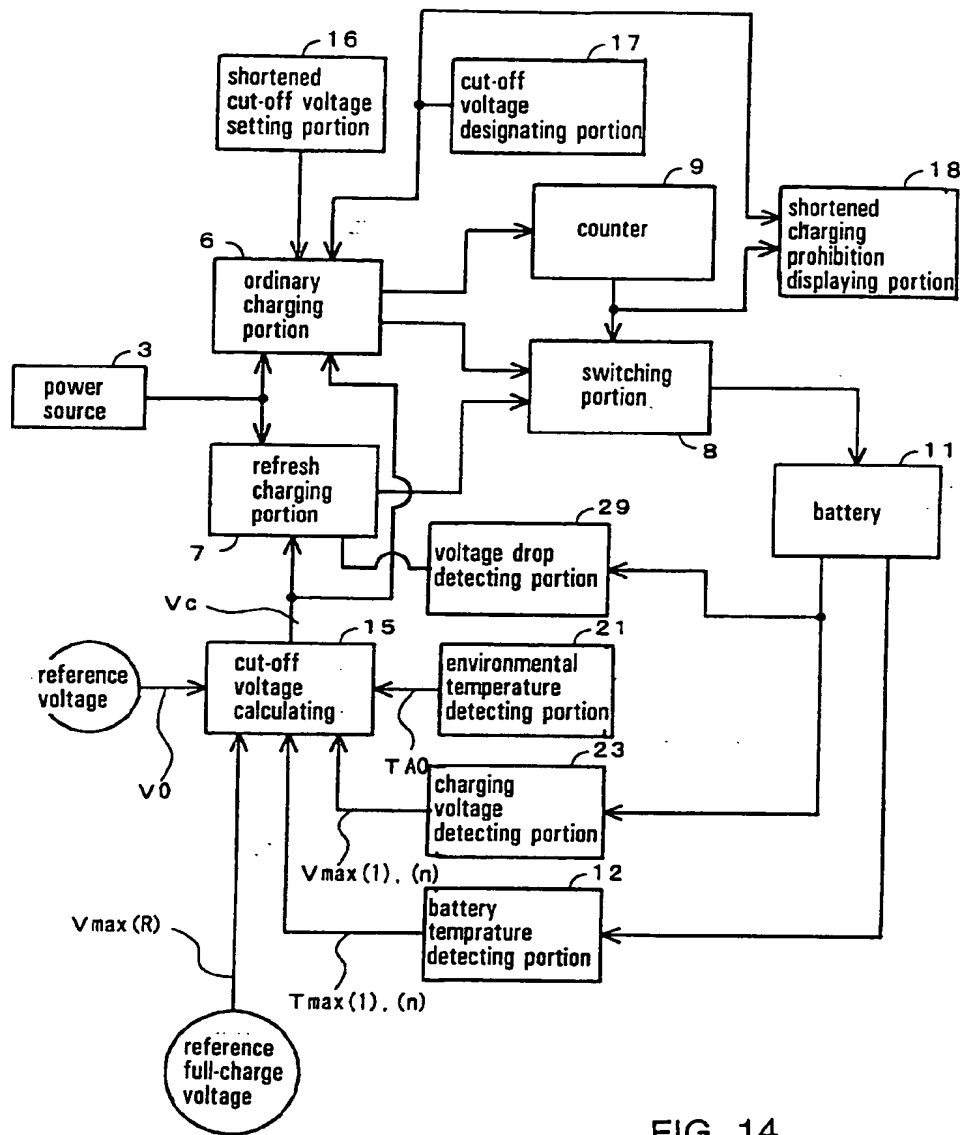 16
shortened
cut-off voltage
setting portion
17
cut-off
voltage
designating portion
9
counter
18
shortened
charging
prohibition
displaying portion
6
ordinary
charging
portion
3
power
source
switching
portion
8
refresh
charging
portion
7
11
battery
29
voltage drop
detecting portion
Vc
15
cut-off
voltage
calculating
21
environmental
temperature
detecting portion
reference
voltage
V0
TA0
23
charging
voltage
detecting portion
Vmax(1), (n)
12
battery
temprature
detecting portion
Vmax(R)
Tmax(1), (n)
reference
full-charge
voltage
FIG. 14